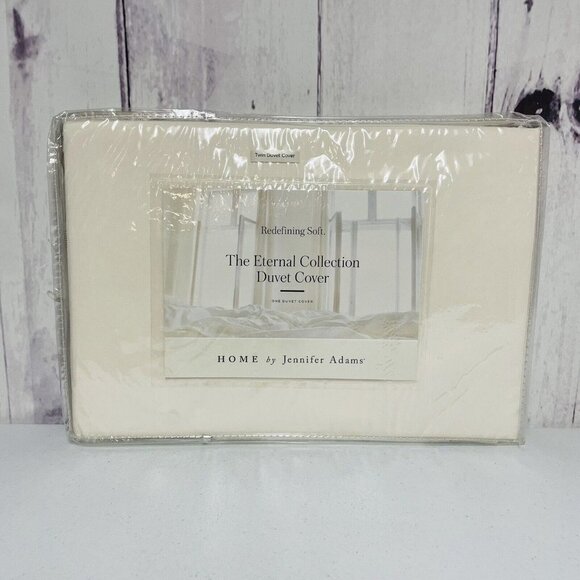 Twin Duvet Cover
Redefining Soft.
The Eternal Collection
Duvet Cover
ONE DUVET COVER
HOME by Jennifer Adams®